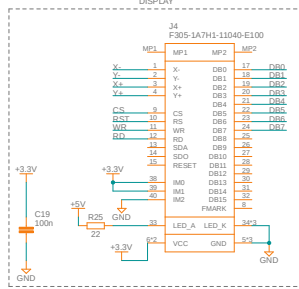 DISPLAY
J4
F305-1A7H1-11040-E100
MP1 MP1 MP2 MP2
X- 1 X- DB0 17 DB0
Y- 2 Y- DB1 18 DB1
X+ 3 X+ DB2 19 DB2
Y+ 4 Y+ DB3 20 DB3
DB4 21 DB4
CS 9 CS DB5 22 DB5
RST 10 RS DB6 23 DB6
WR 11 WR DB7 24 DB7
RD 12 RD DB8 25
13 SDA DB9 26
14 SDO DB10 27
15 RESET DB11 28
DB12 29
+3.3V +3.3V 38 IM0 DB13 30
39 IM1 DB14 31
40 IM2 DB15 32
FMARK 8
C19
100n
+5V R25 GND
22 33 LED_A LED_K 34*3
+3.3V 6*2 VCC GND 5*3
GND GND